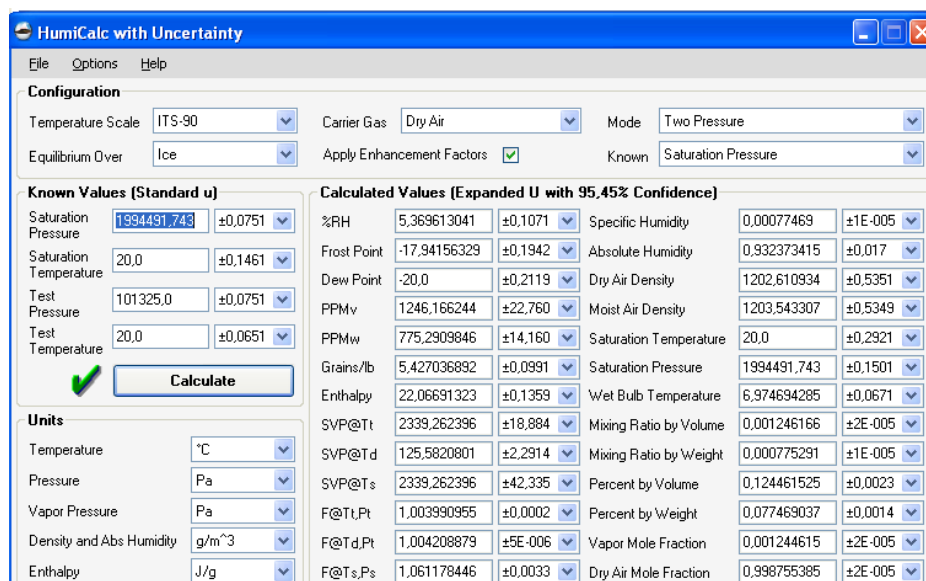 HumiCalc with Uncertainty
File Options Help
Configuration
Temperature Scale ITS-90 Carrier Gas Dry Air Mode Two Pressure
Equilibrium Over Ice Apply Enhancement Factors Known Saturation Pressure
Known Values (Standard u) Calculated Values (Expanded U with 95,45% Confidence)
Saturation Pressure 1994491,743 ±0,0751 %RH 5,369613041 ±0,1071 Specific Humidity 0,00077469 ±1E-005
Frost Point -17,94156329 ±0,1942 Absolute Humidity 0,932373415 ±0,017
Saturation Temperature 20,0 ±0,1461 Dew Point -20,0 ±0,2119 Dry Air Density 1202,610934 ±0,5351
Test Pressure 101325,0 ±0,0751 PPMv 1246,166244 ±22,760 Moist Air Density 1203,543307 ±0,5349
Test Temperature 20,0 ±0,0651 PPMw 775,2909846 ±14,160 Saturation Temperature 20,0 ±0,2921
Grains/lb 5,427036892 ±0,0991 Saturation Pressure 1994491,743 ±0,1501
Calculate Enthalpy 22,06691323 ±0,1359 Wet Bulb Temperature 6,974694285 ±0,0671
Units SVP@Tt 2339,262396 ±18,884 Mixing Ratio by Volume 0,001246166 ±2E-005
Temperature °C SVP@Td 125,5820801 ±2,2914 Mixing Ratio by Weight 0,000775291 ±1E-005
Pressure Pa SVP@Ts 2339,262396 ±42,335 Percent by Volume 0,124461525 ±0,0023
Vapor Pressure Pa F@Tt,Pt 1,003990955 ±0,0002 Percent by Weight 0,077469037 ±0,0014
Density and Abs Humidity g/m^3 F@Td,Pt 1,004208879 ±5E-006 Vapor Mole Fraction 0,001244615 ±2E-005
Enthalpy J/g F@Ts,Ps 1,061178446 ±0,0033 Dry Air Mole Fraction 0,998755385 ±2E-005